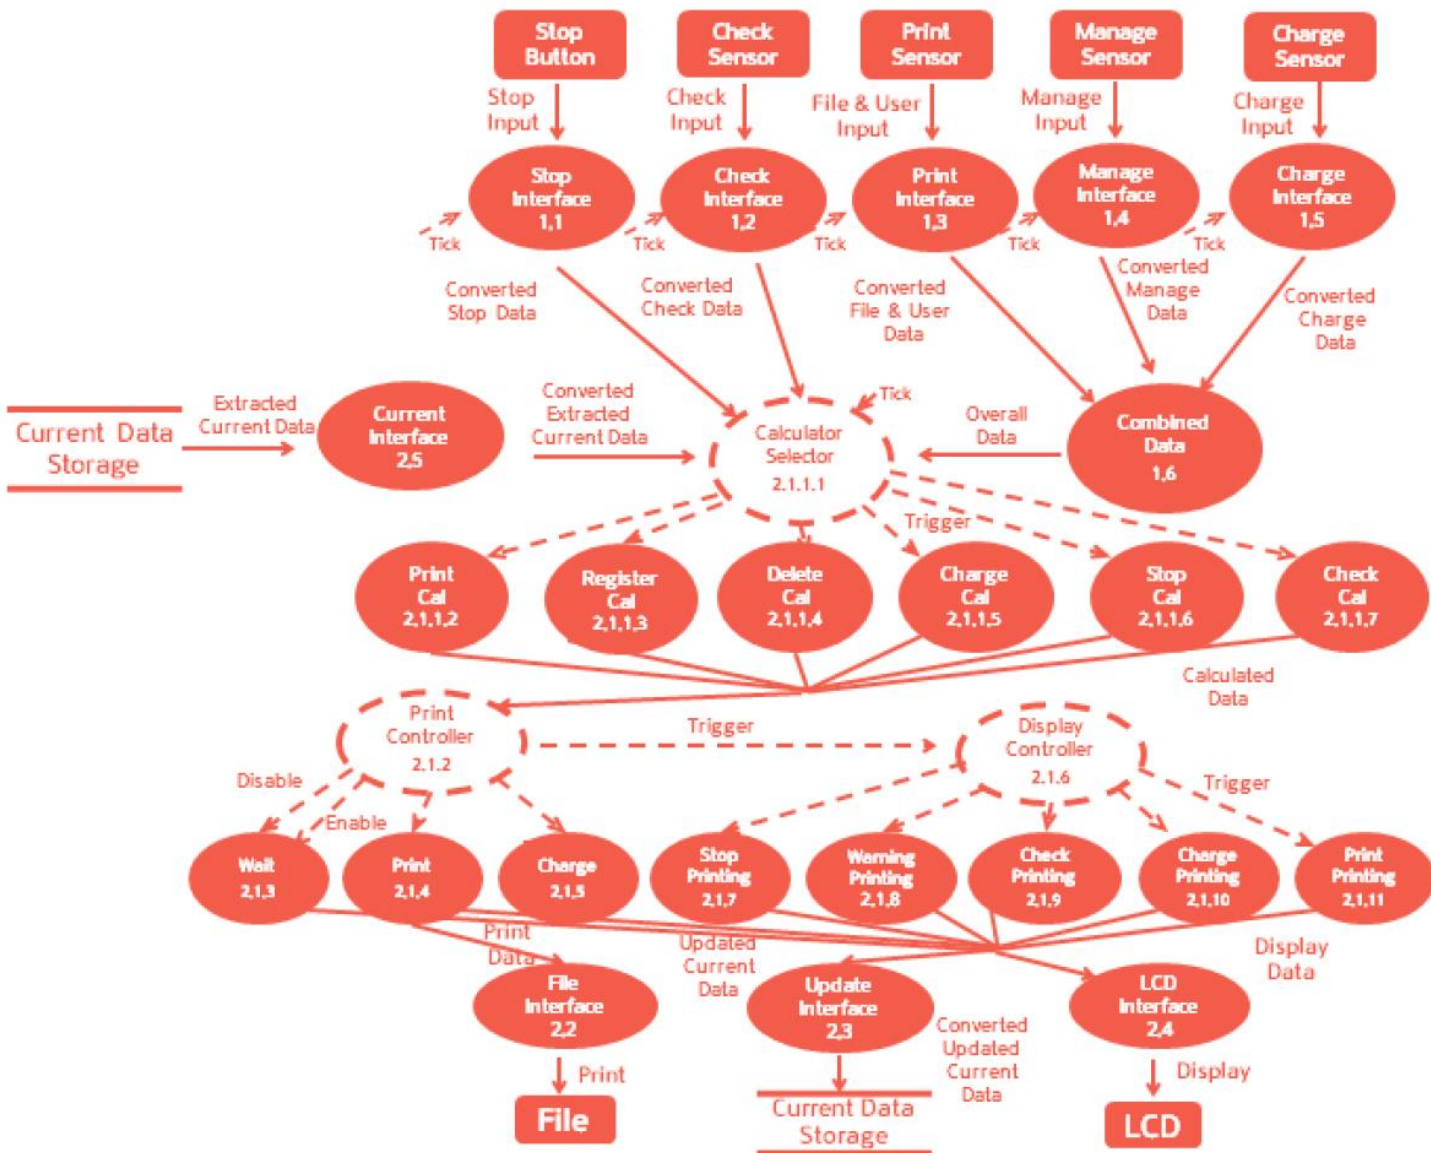 Stop
Button
Check
Sensor
Print
Sensor
Manage
Sensor
Charge
Sensor
Stop
Input
Check
Input
File & User
Input
Manage
Input
Charge
Input
Stop
Interface
1,1
Check
Interface
1,2
Print
Interface
1,3
Manage
Interface
1,4
Charge
Interface
1,5
Tick
Tick
Tick
Tick
Tick
Converted
Stop Data
Converted
Check Data
Converted
File & User
Data
Converted
Manage
Data
Converted
Charge
Data
Current Data
Storage
Extracted
Current Data
Current
Interface
2,5
Converted
Extracted
Current Data
Tick
Calculator
Selector
2.1.1.1
Overall
Data
Combined
Data
1,6
Trigger
Print
Cal
2,1,1,2
Register
Cal
2,1,1,3
Delete
Cal
2,1,1,4
Charge
Cal
2,1,1,5
Stop
Cal
2,1,1,6
Check
Cal
2,1,1,7
Calculated
Data
Print
Controller
2.1.2
Trigger
Display
Controller
2.1.6
Disable
Enable
Trigger
Wait
2,1,3
Print
2,1,4
Charge
2,1,5
Stop
Printing
2,1,7
Warning
Printing
2,1,8
Check
Printing
2,1,9
Charge
Printing
2,1,10
Print
Printing
2,1,11
Print
Data
Updated
Current
Data
Display
Data
File
Interface
2,2
Update
Interface
2,3
LCD
Interface
2,4
Print
Converted
Updated
Current
Data
Display
File
Current Data
Storage
LCD